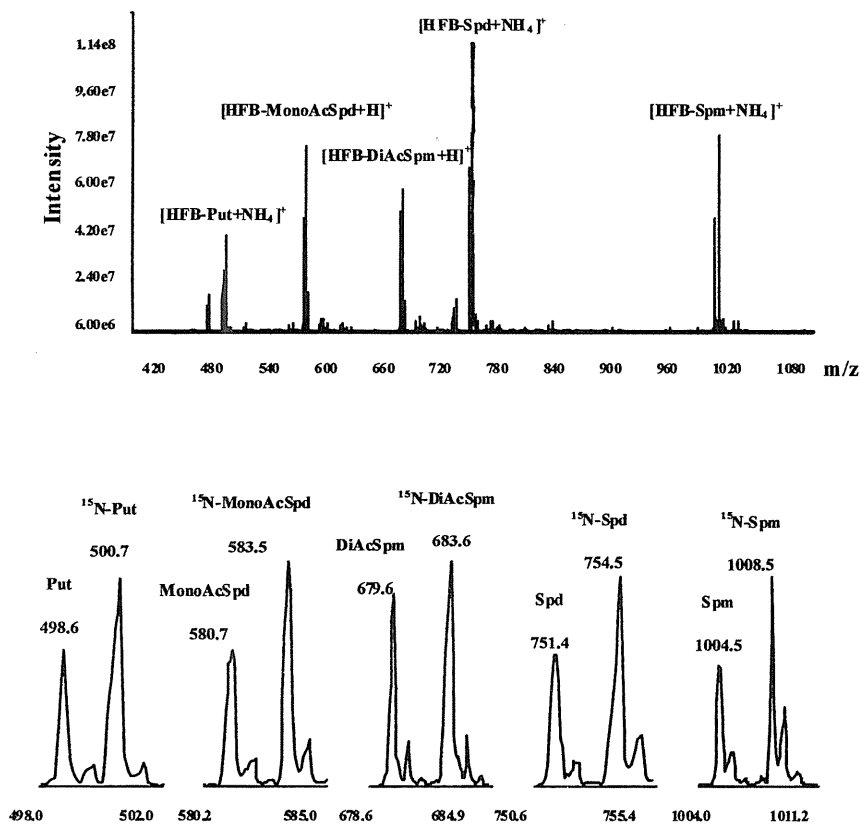 [HFB-Spd+NH₄]⁺
1.14e8
9.60e7
[HFB-MonoAcSpd+H]⁺
[HFB-Spm+NH₄]⁺
7.80e7
[HFB-DiAcSpm+H]⁺
6.00e7
Intensity
[HFB-Put+NH₄]⁺
4.20e7
2.40e7
6.00e6
420 480 540 600 660 720 780 840 900 960 1020 1080 m/z
¹⁵N-Put ¹⁵N-MonoAcSpd ¹⁵N-DiAcSpm ¹⁵N-Spd ¹⁵N-Spm
500.7 583.5 683.6 754.5 1008.5
Put MonoAcSpd DiAcSpm Spd Spm
498.6 580.7 679.6 751.4 1004.5
498.0 502.0 580.2 585.0 678.6 684.9 750.6 755.4 1004.0 1011.2